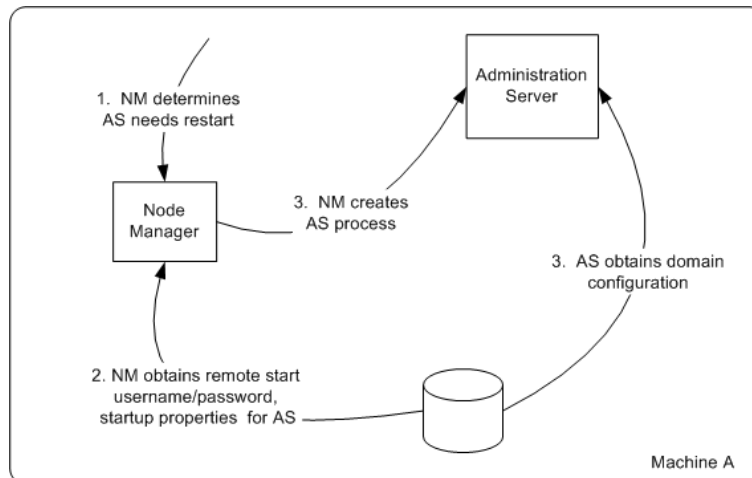 1. NM determines
AS needs restart
Administration
Server
Node
Manager
3. NM creates
AS process
3. AS obtains domain
configuration
2. NM obtains remote start
username/password,
startup properties for AS
Machine A